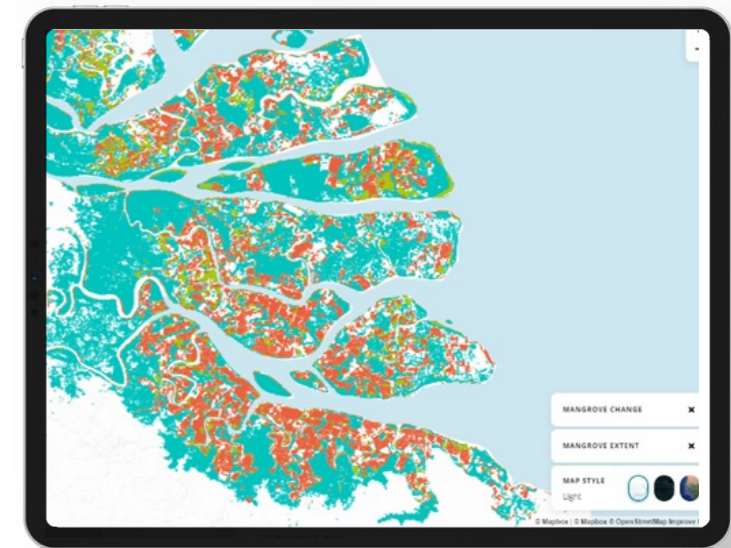 MANGROVE CHANGE
MANGROVE EXTENT
MAP STYLE
Light
© Mapbox | © Mapbox © OpenStreetMap Improve